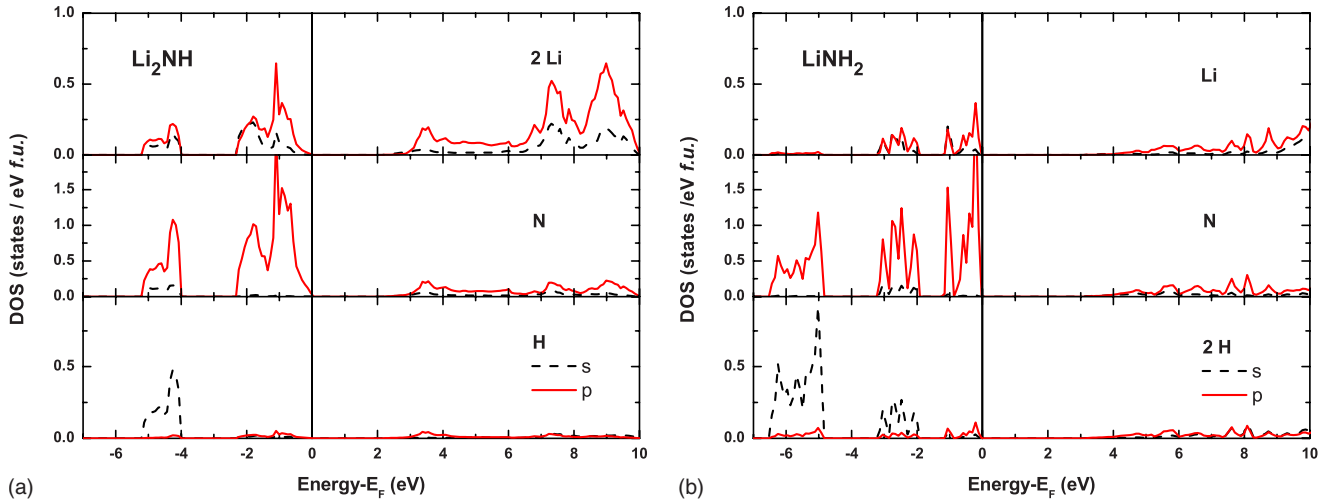 Li2NH
2 Li
1.0
0.5
0.0
N
1.5
1.0
0.5
0.0
H
s
p
0.5
0.0
-6 -4 -2 0 2 4 6 8 10
DOS (states / eV f.u.)
Energy-EF (eV)
(a)
LiNH2
Li
1.0
0.5
0.0
N
1.5
1.0
0.5
0.0
2 H
s
p
0.5
0.0
-6 -4 -2 0 2 4 6 8 10
DOS (states /eV f.u.)
Energy-EF (eV)
(b)